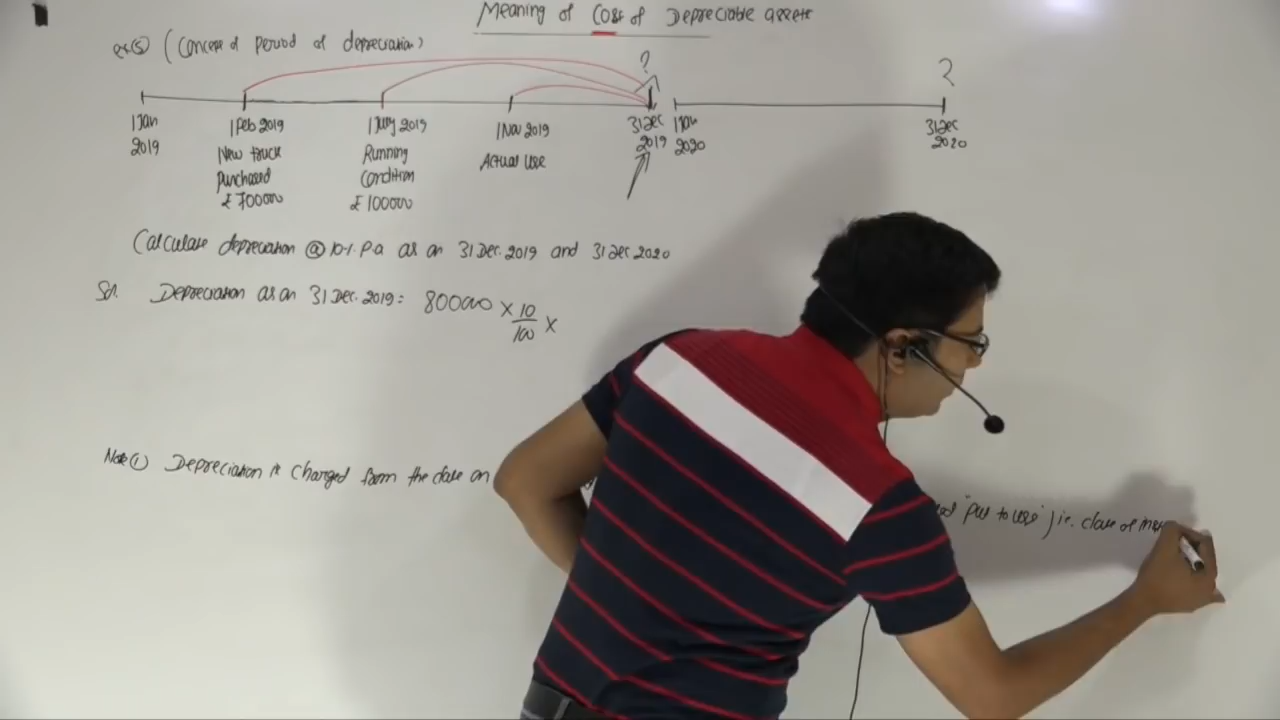 Meaning of Cost of Depreciable assets
ex(5) (Concept of period of depreciation)
?
?
1 Jan 2019
1 Feb 2019
New truck
purchased
₤ 700000
1 July 2019
Running
Condition
₤ 100000
1 Nov 2019
Actual Use
31 Dec 2019
1 Jan 2020
31 Dec 2020
Calculate depreciation @ 10% p.a as on 31 Dec. 2019 and 31 Dec 2020
Sol. Depreciation as on 31 Dec. 2019 = 800000 × 10/100 ×
Note ① Depreciation is charged from the date on
"put to use" i.e. date of